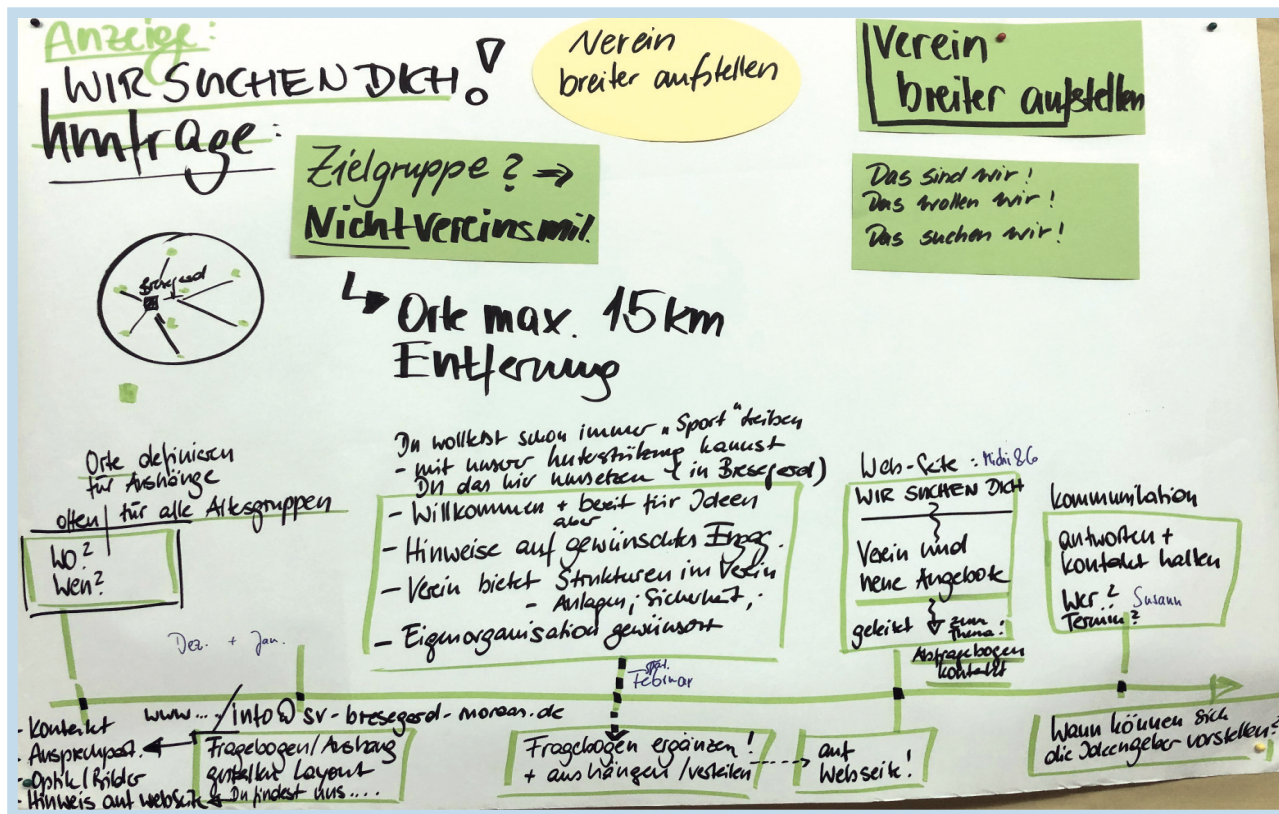 Anzeige:
WIR SUCHEN DICH!
Umfrage:
Verein
breiter aufstellen
Verein
breiter aufstellen
Zielgruppe? ⇒
Nichtvereinsmit.
Das sind wir!
Das wollen wir!
Das suchen wir!
Bresegard
↳ Orte max. 15km
Entfernung
Orte definieren
für Aushänge
offen | für alle Altesgruppen
Wo?
Wen?
Du wolltest schon immer "Sport" treiben
- mit unser Unterstützung kannst
Du das hier umsetzen (in Bresegard)
- Willkommen + bereit für Ideen
aber
- Hinweise auf gewünschtes Engag.
- Verein bietet Strukturen im Verein
- Anlagen, Sicherheit,
- Eigenorganisation gewünscht
Web-Seite:
WIR SUCHEN DICH
Verein und
neue Angebote
geleitet zum
Thema:
Abfragebogen
Kontakt
Kommunikation
antworten +
Kontakt halten
Wer? Susann
Termin?
Dez. + Jan.
spät.
Februar
- Kontakt
- Ansprechpart.
- Optik/Bilder
- Hinweis auf Webseite
www..../info@sv-bresegard-moraas.de
Fragebogen/Aushang
Layout
Du findest uns....
Fragebögen ergänzen!
+ aushängen/verteilen
auf
Webseite!
Wann können sich
die Ideengeber vorstellen?